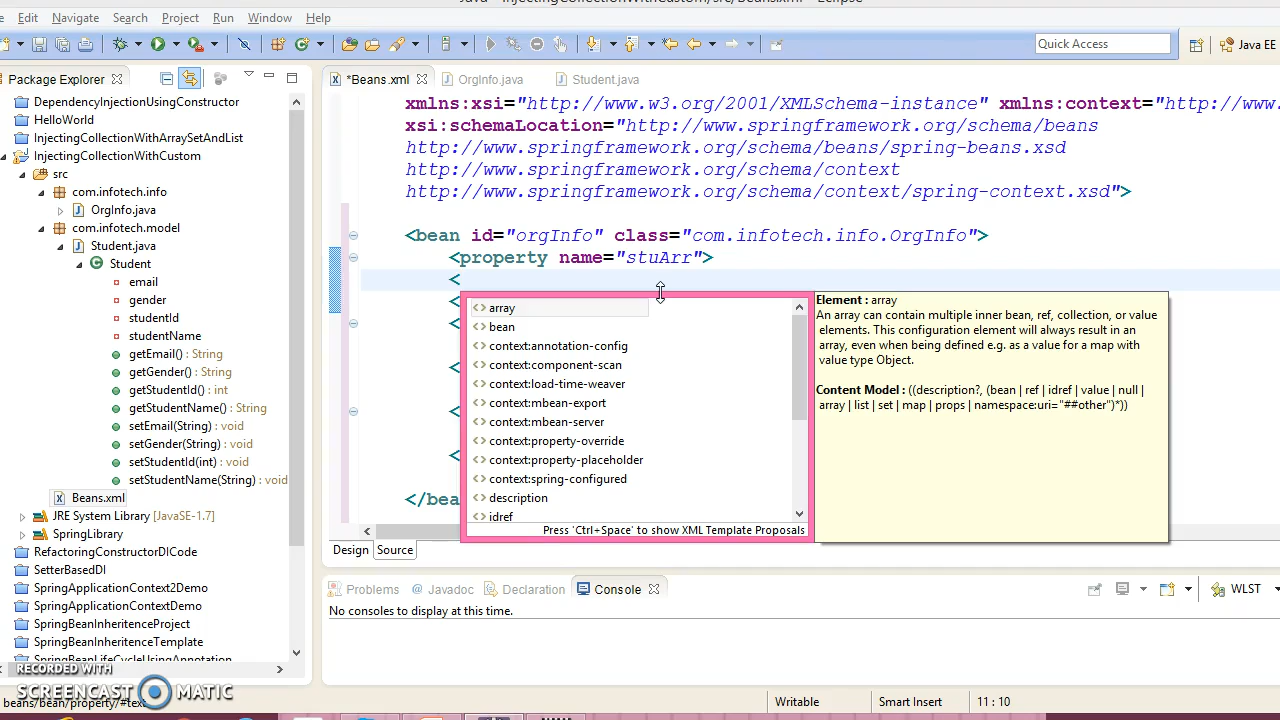 Java - InjectingCollectionWithCustom/src/Beans.xml - Eclipse
Edit Navigate Search Project Run Window Help
Quick Access
Java EE
Package Explorer
*Beans.xml OrgInfo.java Student.java
DependencyInjectionUsingConstructor
HelloWorld
InjectingCollectionWithArraySetAndList
InjectingCollectionWithCustom
src
com.infotech.info
OrgInfo.java
com.infotech.model
Student.java
Student
email
gender
studentId
studentName
getEmail() : String
getGender() : String
getStudentId() : int
getStudentName() : String
setEmail(String) : void
setGender(String) : void
setStudentId(int) : void
setStudentName(String) : void
Beans.xml
JRE System Library [JavaSE-1.7]
SpringLibrary
RefactoringConstructorDICode
SetterBasedDI
SpringApplicationContext2Demo
SpringApplicationContextDemo
SpringBeanInheritenceProject
SpringBeanInheritenceTemplate
SpringBeanLifeCycleUsingAnnotation
xmlns:xsi="http://www.w3.org/2001/XMLSchema-instance" xmlns:context="http://www.
xsi:schemaLocation="http://www.springframework.org/schema/beans
http://www.springframework.org/schema/beans/spring-beans.xsd
http://www.springframework.org/schema/context
http://www.springframework.org/schema/context/spring-context.xsd">
<bean id="orgInfo" class="com.infotech.info.OrgInfo">
<property name="stuArr">
<
<
<
<
<
<
</bea
<> array
<> bean
<> context:annotation-config
<> context:component-scan
<> context:load-time-weaver
<> context:mbean-export
<> context:mbean-server
<> context:property-override
<> context:property-placeholder
<> context:spring-configured
<> description
<> idref
Press 'Ctrl+Space' to show XML Template Proposals
Element : array
An array can contain multiple inner bean, ref, collection, or value
elements. This configuration element will always result in an
array, even when being defined e.g. as a value for a map with
value type Object.
Content Model : ((description?, (bean | ref | idref | value | null |
array | list | set | map | props | namespace:uri="##other")*))
Design Source
Problems @ Javadoc Declaration Console
WLST
No consoles to display at this time.
RECORDED WITH
SCREENCAST MATIC
beans/bean/property/#text
Writable Smart Insert 11 : 10